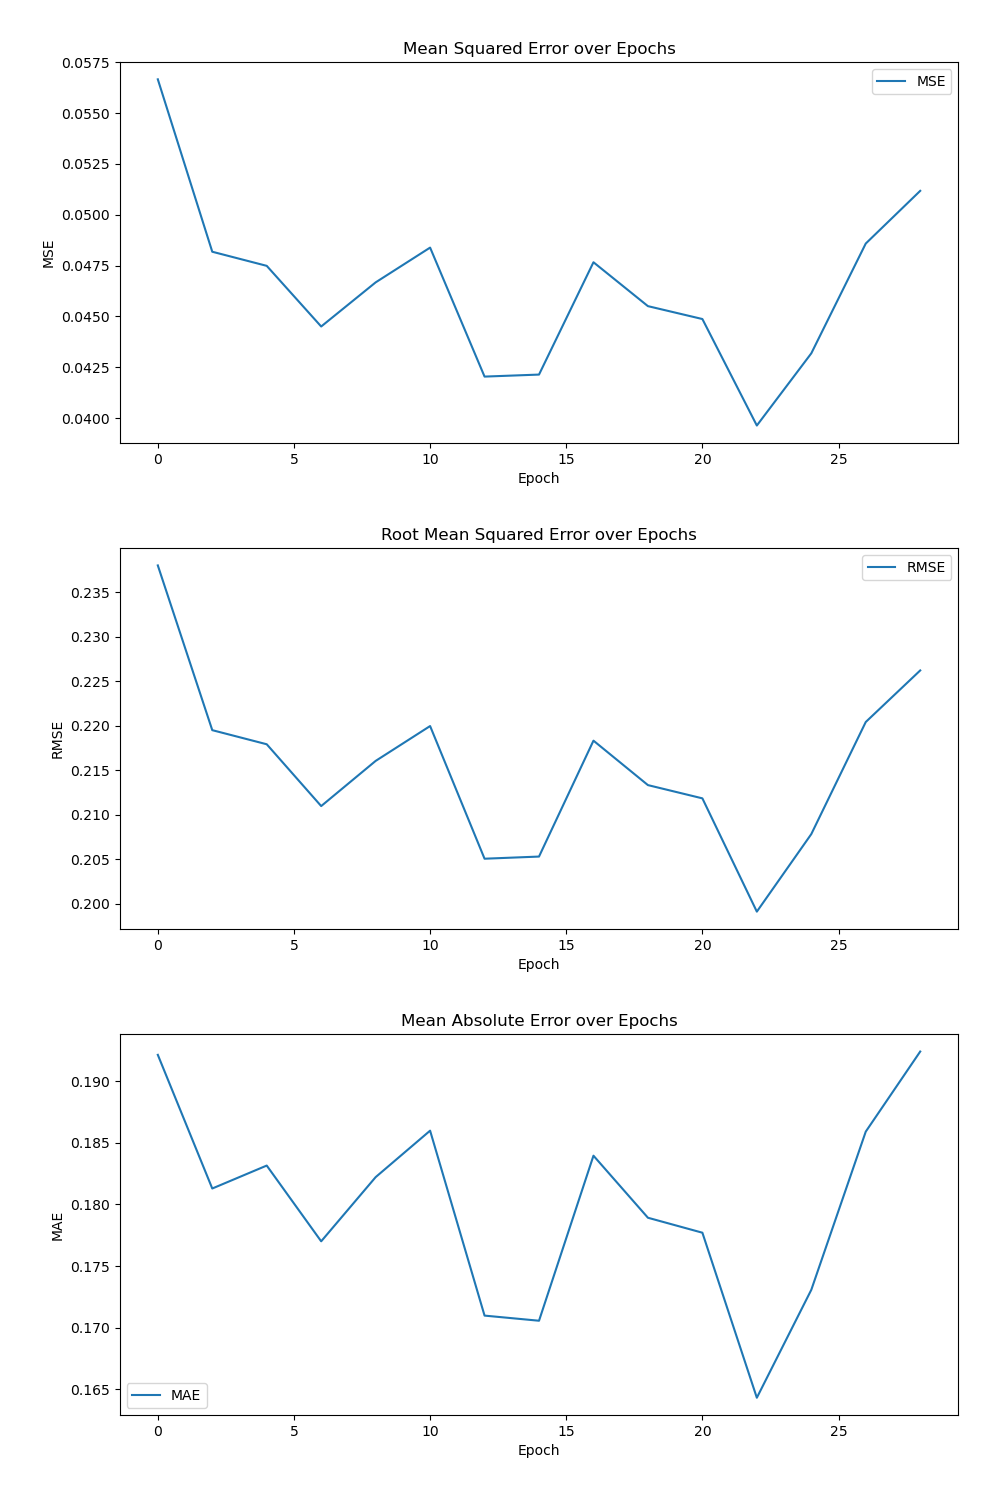 Mean Squared Error over Epochs
0.0575
0.0550
0.0525
0.0500
0.0475
0.0450
0.0425
0.0400
MSE
MSE
0 5 10 15 20 25
Epoch
Root Mean Squared Error over Epochs
0.235
0.230
0.225
0.220
0.215
0.210
0.205
0.200
RMSE
RMSE
0 5 10 15 20 25
Epoch
Mean Absolute Error over Epochs
0.190
0.185
0.180
0.175
0.170
0.165
MAE
MAE
0 5 10 15 20 25
Epoch